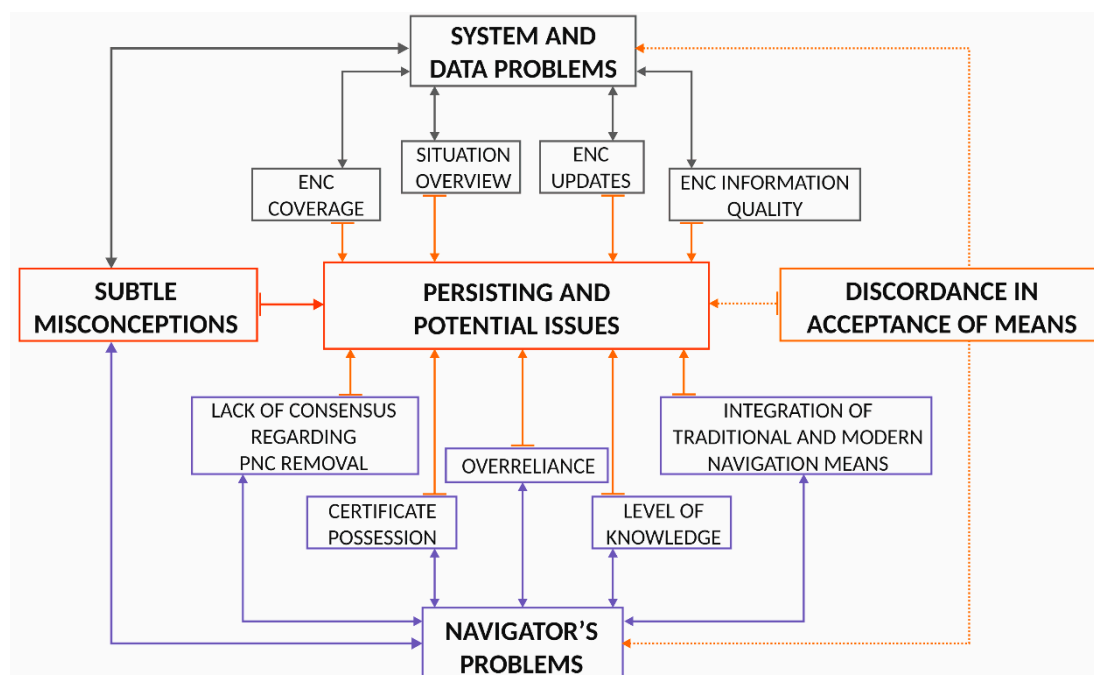 SYSTEM AND
DATA PROBLEMS
SITUATION
OVERVIEW
ENC
UPDATES
ENC
COVERAGE
ENC INFORMATION
QUALITY
SUBTLE
MISCONCEPTIONS
PERSISTING AND
POTENTIAL ISSUES
DISCORDANCE IN
ACCEPTANCE OF MEANS
LACK OF CONSENSUS
REGARDING
PNC REMOVAL
INTEGRATION OF
TRADITIONAL AND MODERN
NAVIGATION MEANS
OVERRELIANCE
CERTIFICATE
POSSESSION
LEVEL OF
KNOWLEDGE
NAVIGATOR’S
PROBLEMS